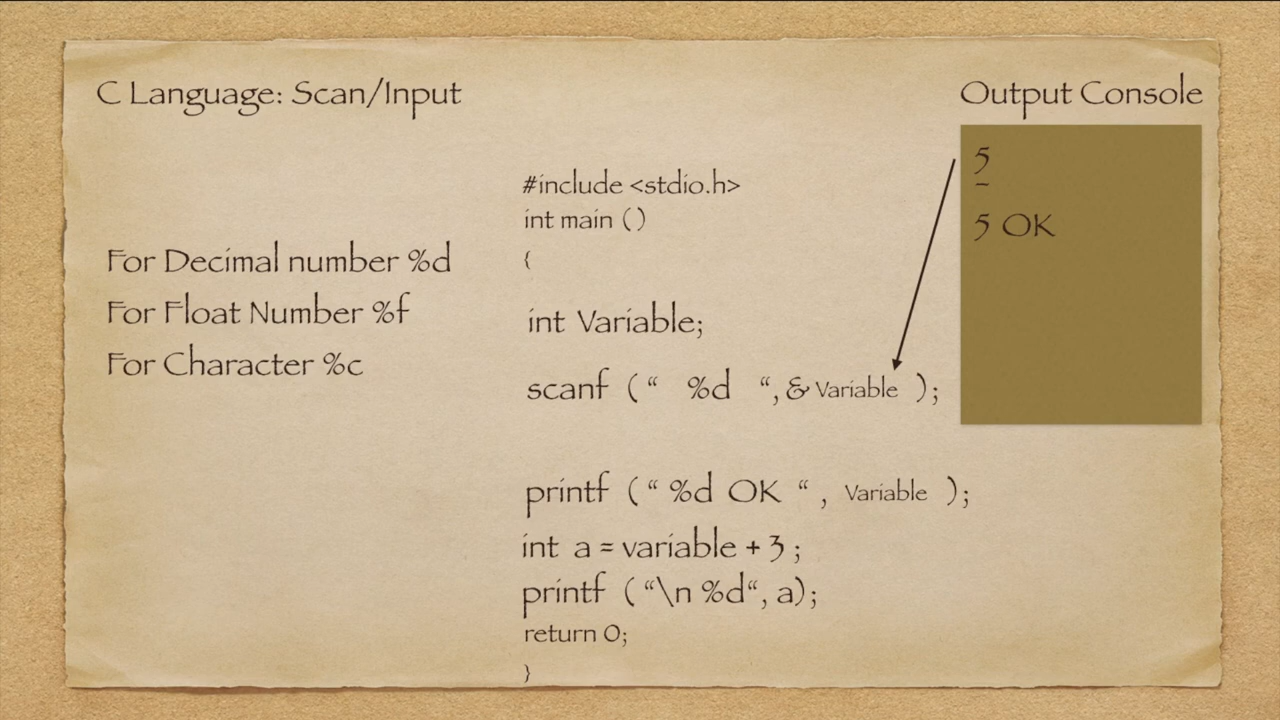 C Language: Scan/Input
Output Console
For Decimal number %d
For Float Number %f
For Character %c
#include <stdio.h>
int main ( )
{
int Variable;
scanf ( “ %d “, & Variable );
printf ( “ %d OK “ , Variable );
int a = variable + 3 ;
printf ( “\n %d“, a);
return 0;
}
5
_
5 OK